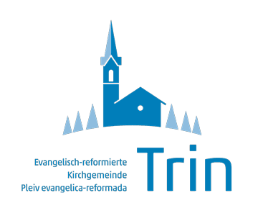 Evangelisch-reformierte
Kirchgemeinde
Pleiv evangelica-reformada
Trin